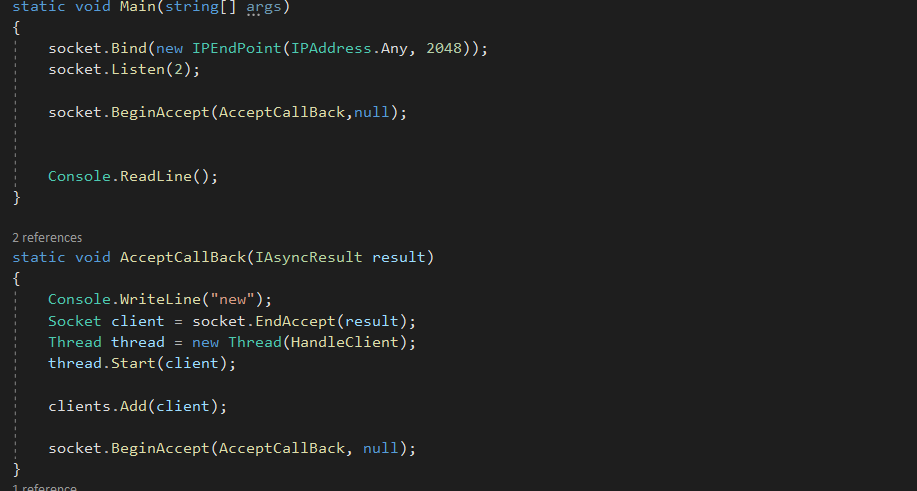 static void Main(string[] args)
{
socket.Bind(new IPEndPoint(IPAddress.Any, 2048));
socket.Listen(2);
socket.BeginAccept(AcceptCallBack,null);
Console.ReadLine();
}
2 references
static void AcceptCallBack(IAsyncResult result)
{
Console.WriteLine("new");
Socket client = socket.EndAccept(result);
Thread thread = new Thread(HandleClient);
thread.Start(client);
clients.Add(client);
socket.BeginAccept(AcceptCallBack, null);
}
1 reference